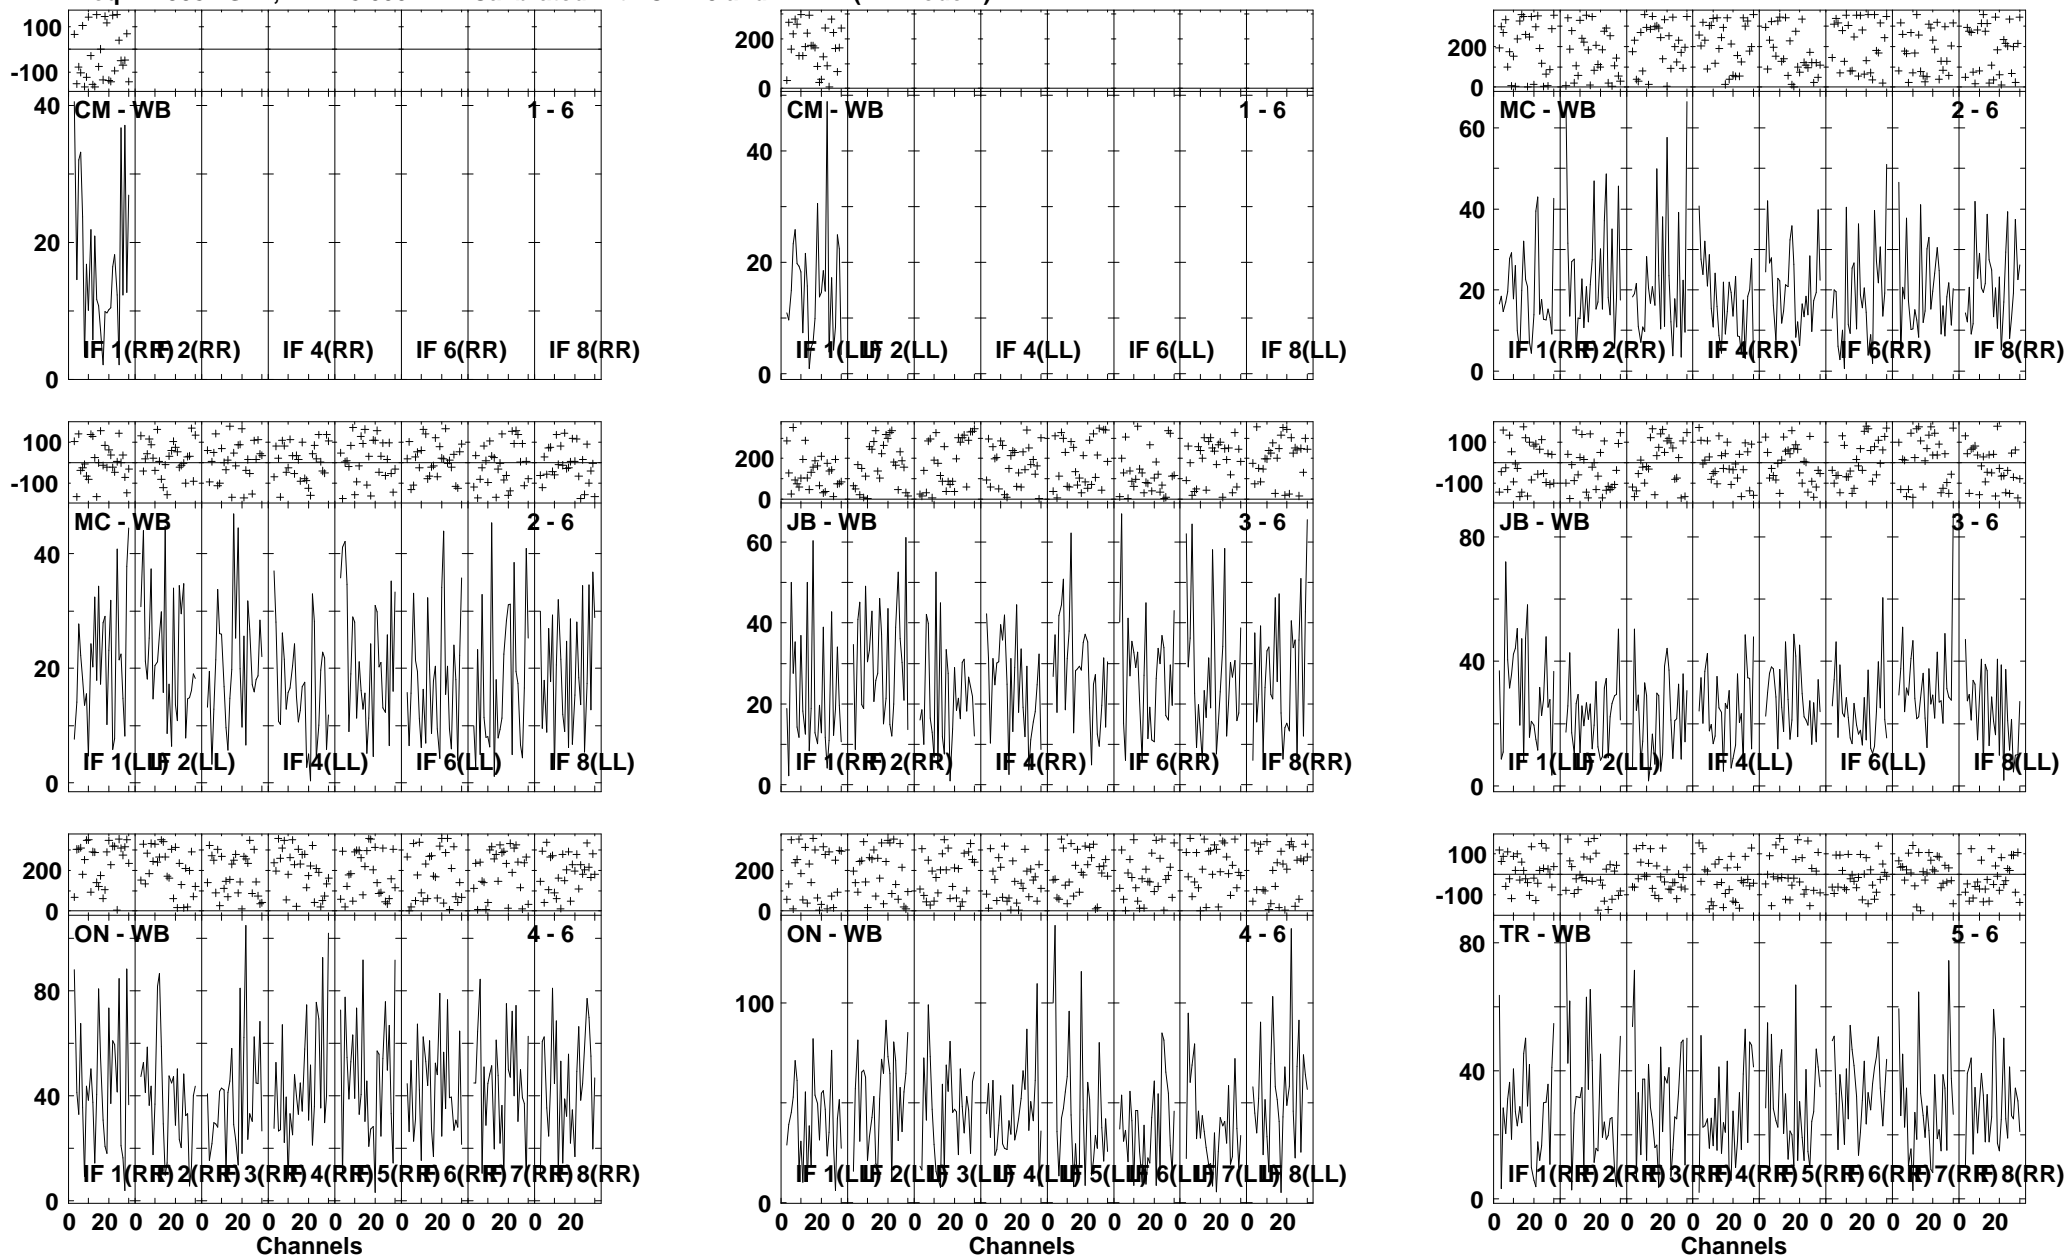 100
-100
40
20
0
CM - WB 1 - 6
IF 1(RR) IF 2(RR) IF 4(RR) IF 6(RR) IF 8(RR)
200
0
40
20
0
CM - WB 1 - 6
IF 1(LL) IF 2(LL) IF 4(LL) IF 6(LL) IF 8(LL)
200
0
60
40
20
0
MC - WB 2 - 6
IF 1(RR) IF 2(RR) IF 4(RR) IF 6(RR) IF 8(RR)
100
-100
40
20
0
MC - WB 2 - 6
IF 1(LL) IF 2(LL) IF 4(LL) IF 6(LL) IF 8(LL)
200
0
60
40
20
0
JB - WB 3 - 6
IF 1(RR) IF 2(RR) IF 4(RR) IF 6(RR) IF 8(RR)
100
-100
80
40
0
JB - WB 3 - 6
IF 1(LL) IF 2(LL) IF 4(LL) IF 6(LL) IF 8(LL)
200
0
80
40
0
ON - WB 4 - 6
IF 1(RR) IF 2(RR) IF 3(RR) IF 4(RR) IF 5(RR) IF 6(RR) IF 7(RR) IF 8(RR)
0 20 0 20 0 20 0 20 0 20 0 20 0 20 0 20
Channels
200
0
100
0
ON - WB 4 - 6
IF 1(LL) IF 2(LL) IF 3(LL) IF 4(LL) IF 5(LL) IF 6(LL) IF 7(LL) IF 8(LL)
0 20 0 20 0 20 0 20 0 20 0 20 0 20 0 20
Channels
100
-100
80
40
0
TR - WB 5 - 6
IF 1(RR) IF 2(RR) IF 3(RR) IF 4(RR) IF 5(RR) IF 6(RR) IF 7(RR) IF 8(RR)
0 20 0 20 0 20 0 20 0 20 0 20 0 20 0 20
Channels